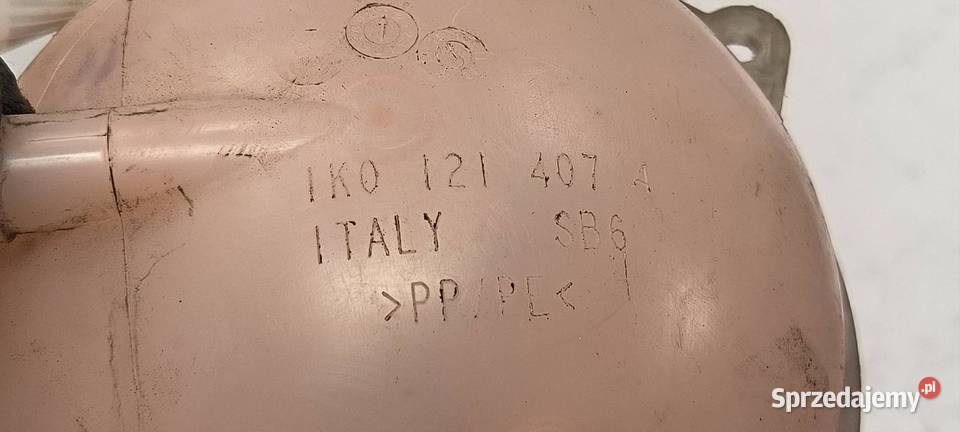 1K0 121 407 A
ITALY SB6
>PP/PE<
Sprzedajemy.pl